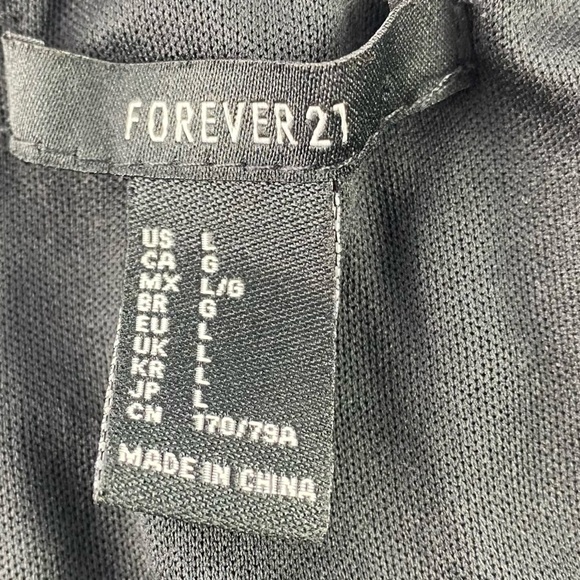 FOREVER 21
US L
CA G
MX L/G
BR G
EU L
UK L
KR L
JP L
CN 170/79A
MADE IN CHINA